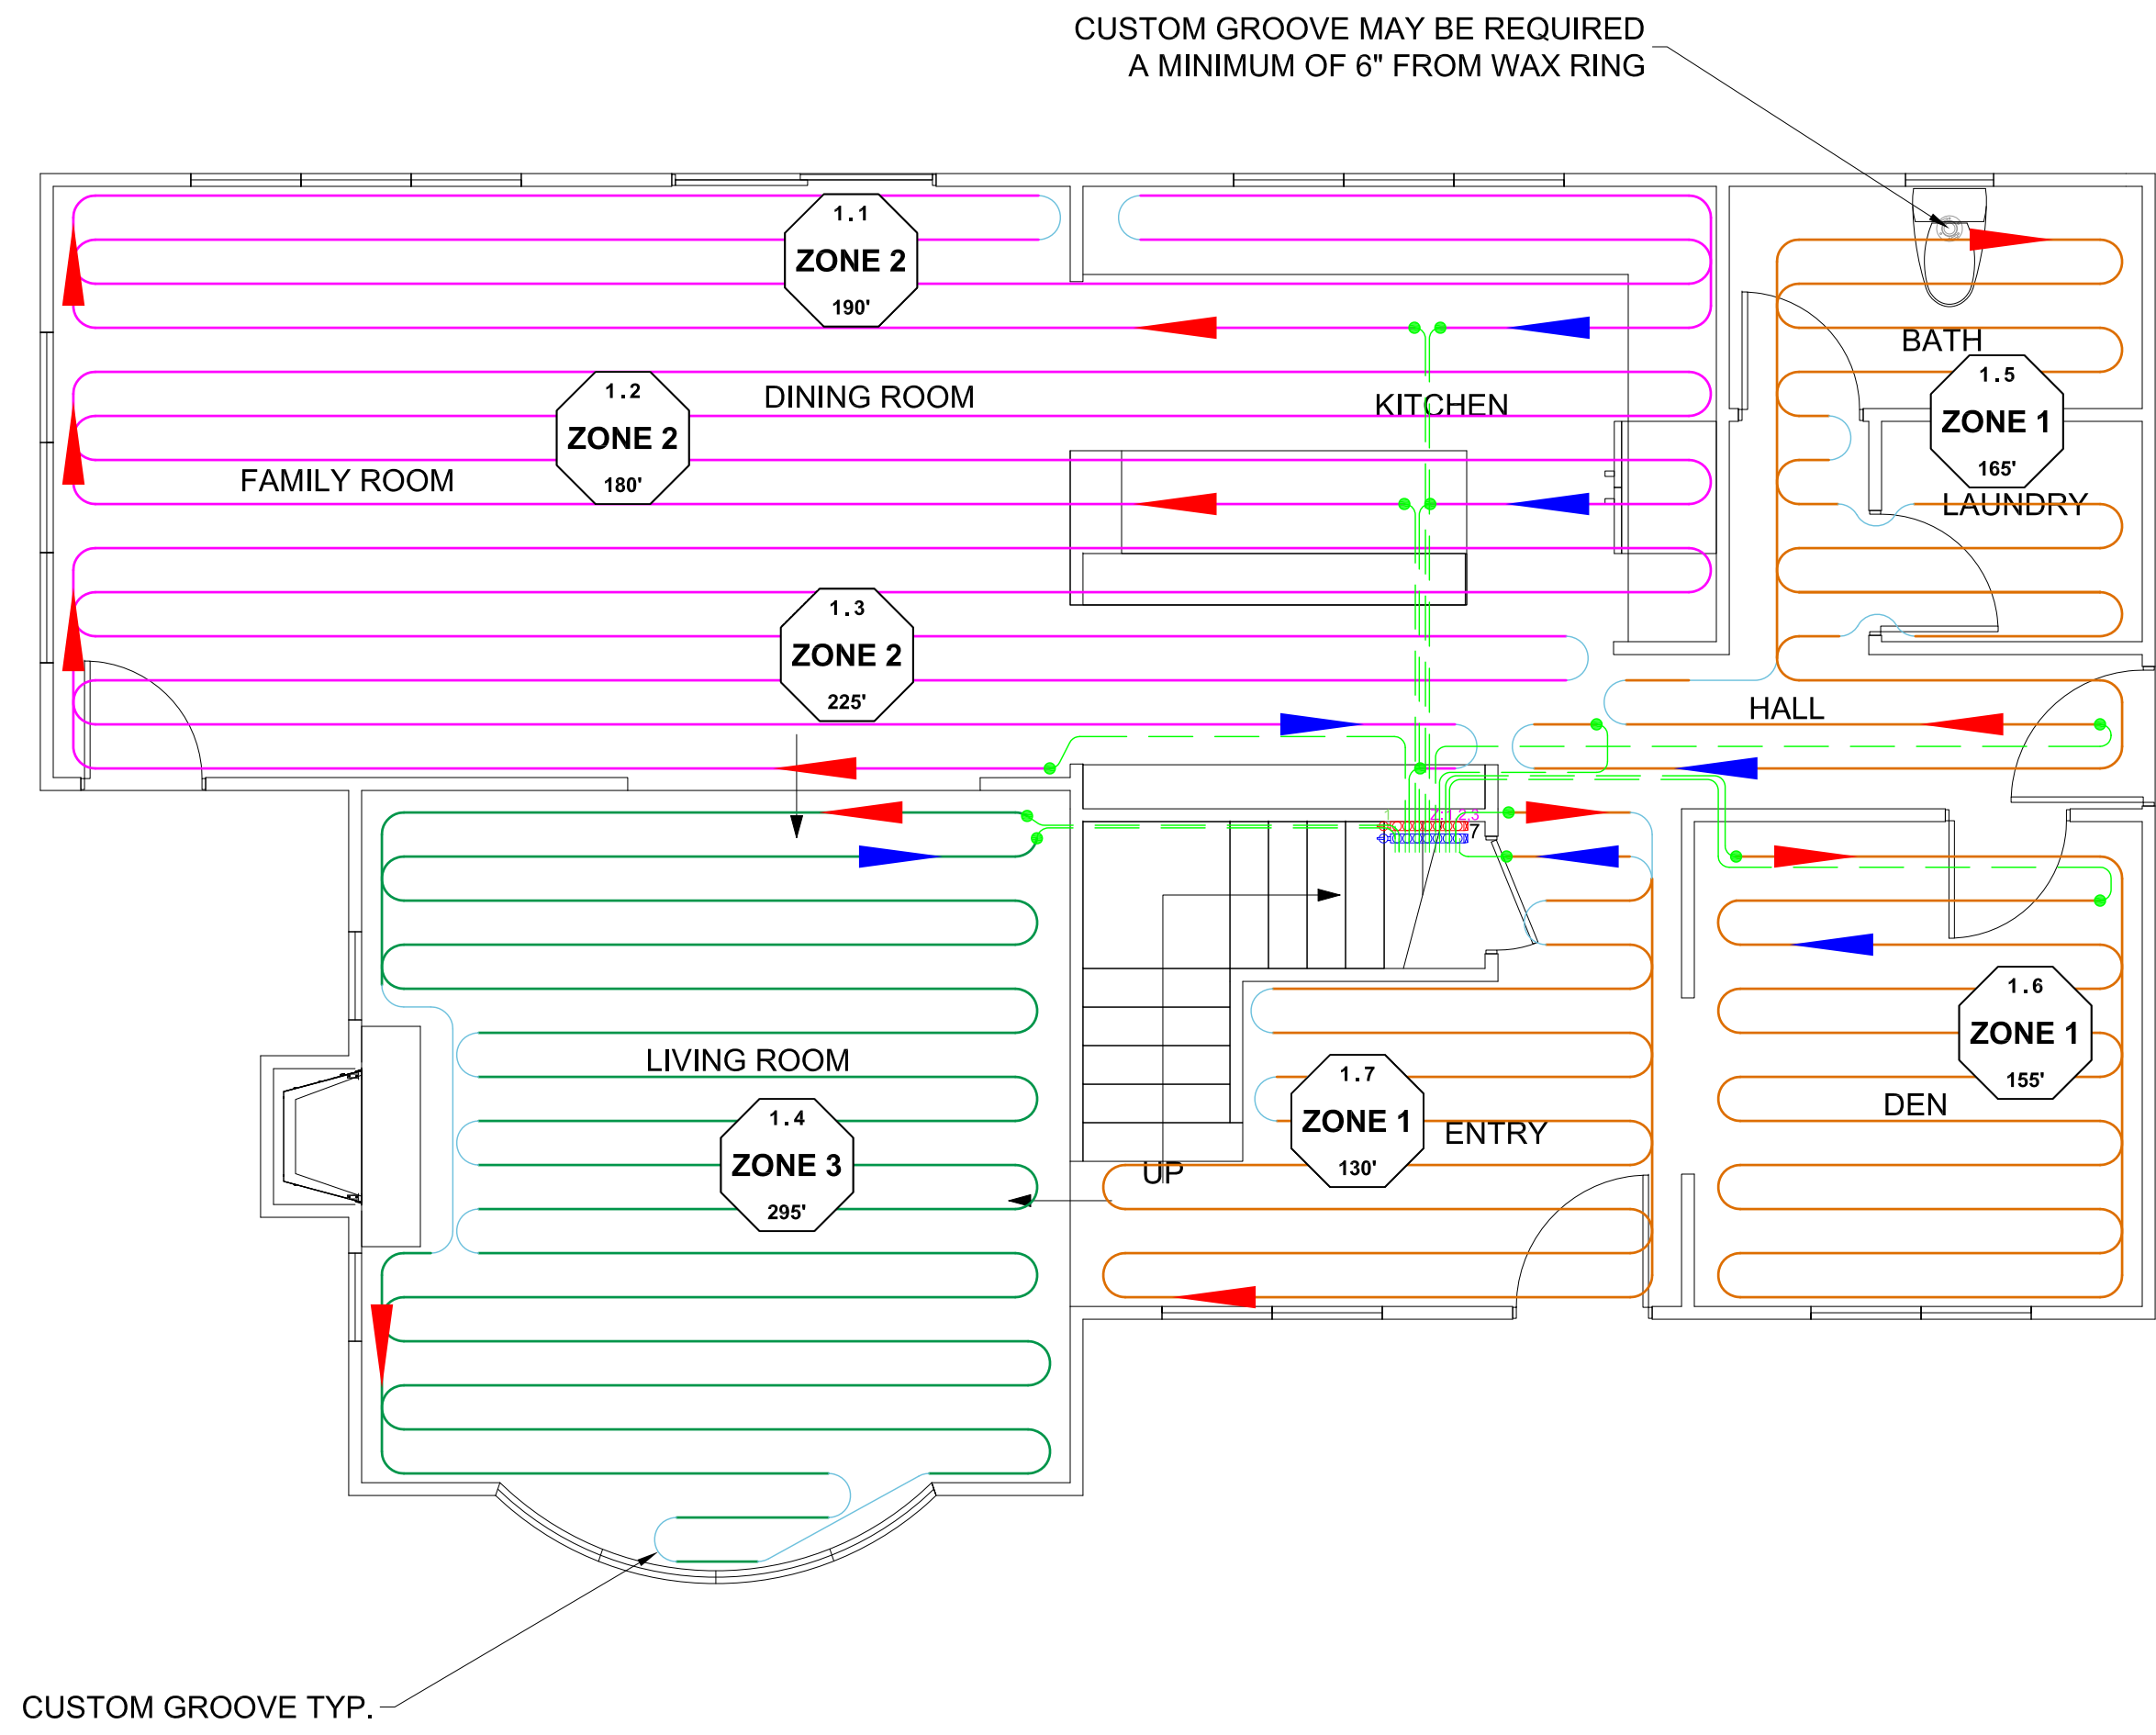 CUSTOM GROOVE MAY BE REQUIRED
A MINIMUM OF 6" FROM WAX RING
1.1
ZONE 2
190'
BATH
1.2
ZONE 2
180'
DINING ROOM
KITCHEN
1.5
ZONE 1
165'
FAMILY ROOM
LAUNDRY
1.3
ZONE 2
225'
HALL
7
LIVING ROOM
1.6
ZONE 1
155'
1.4
ZONE 3
295'
1.7
ZONE 1
130'
DEN
ENTRY
UP
CUSTOM GROOVE TYP.